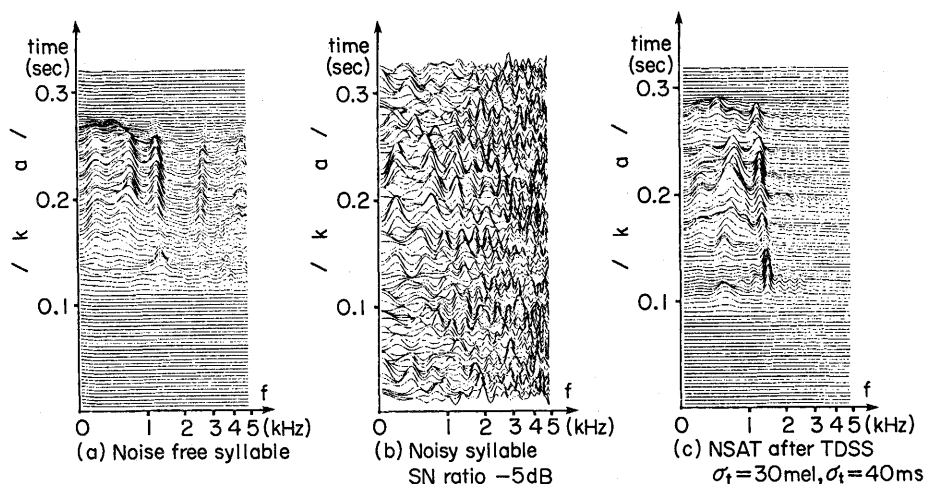 time
(sec)
0.3
0.2
0.1
/ k a /
f
0 1 2 3 4 5 (kHz)
(a) Noise free syllable
time
(sec)
0.3
0.2
0.1
/ k a /
f
0 1 2 3 4 5 (kHz)
(b) Noisy syllable
SN ratio −5dB
time
(sec)
0.3
0.2
0.1
/ k a /
f
0 1 2 3 4 5 (kHz)
(c) NSAT after TDSS
σt=30mel, σt=40ms